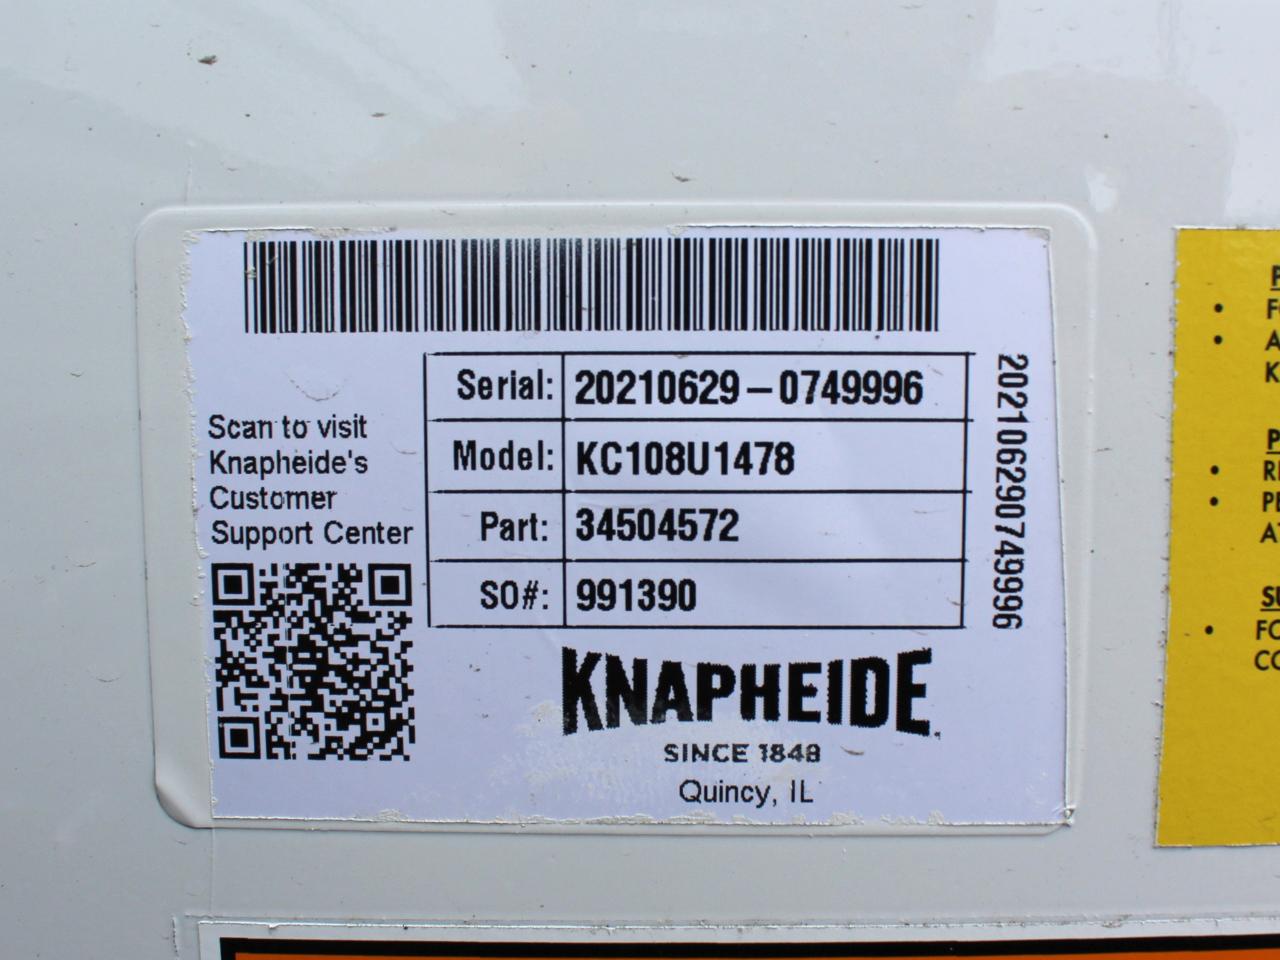 Serial: 20210629-0749996
Model: KC108U1478
Part: 34504572
SO#: 991390
202106290749996
Scan to visit
Knapheide's
Customer
Support Center
KNAPHEIDE.
SINCE 1848
Quincy, IL